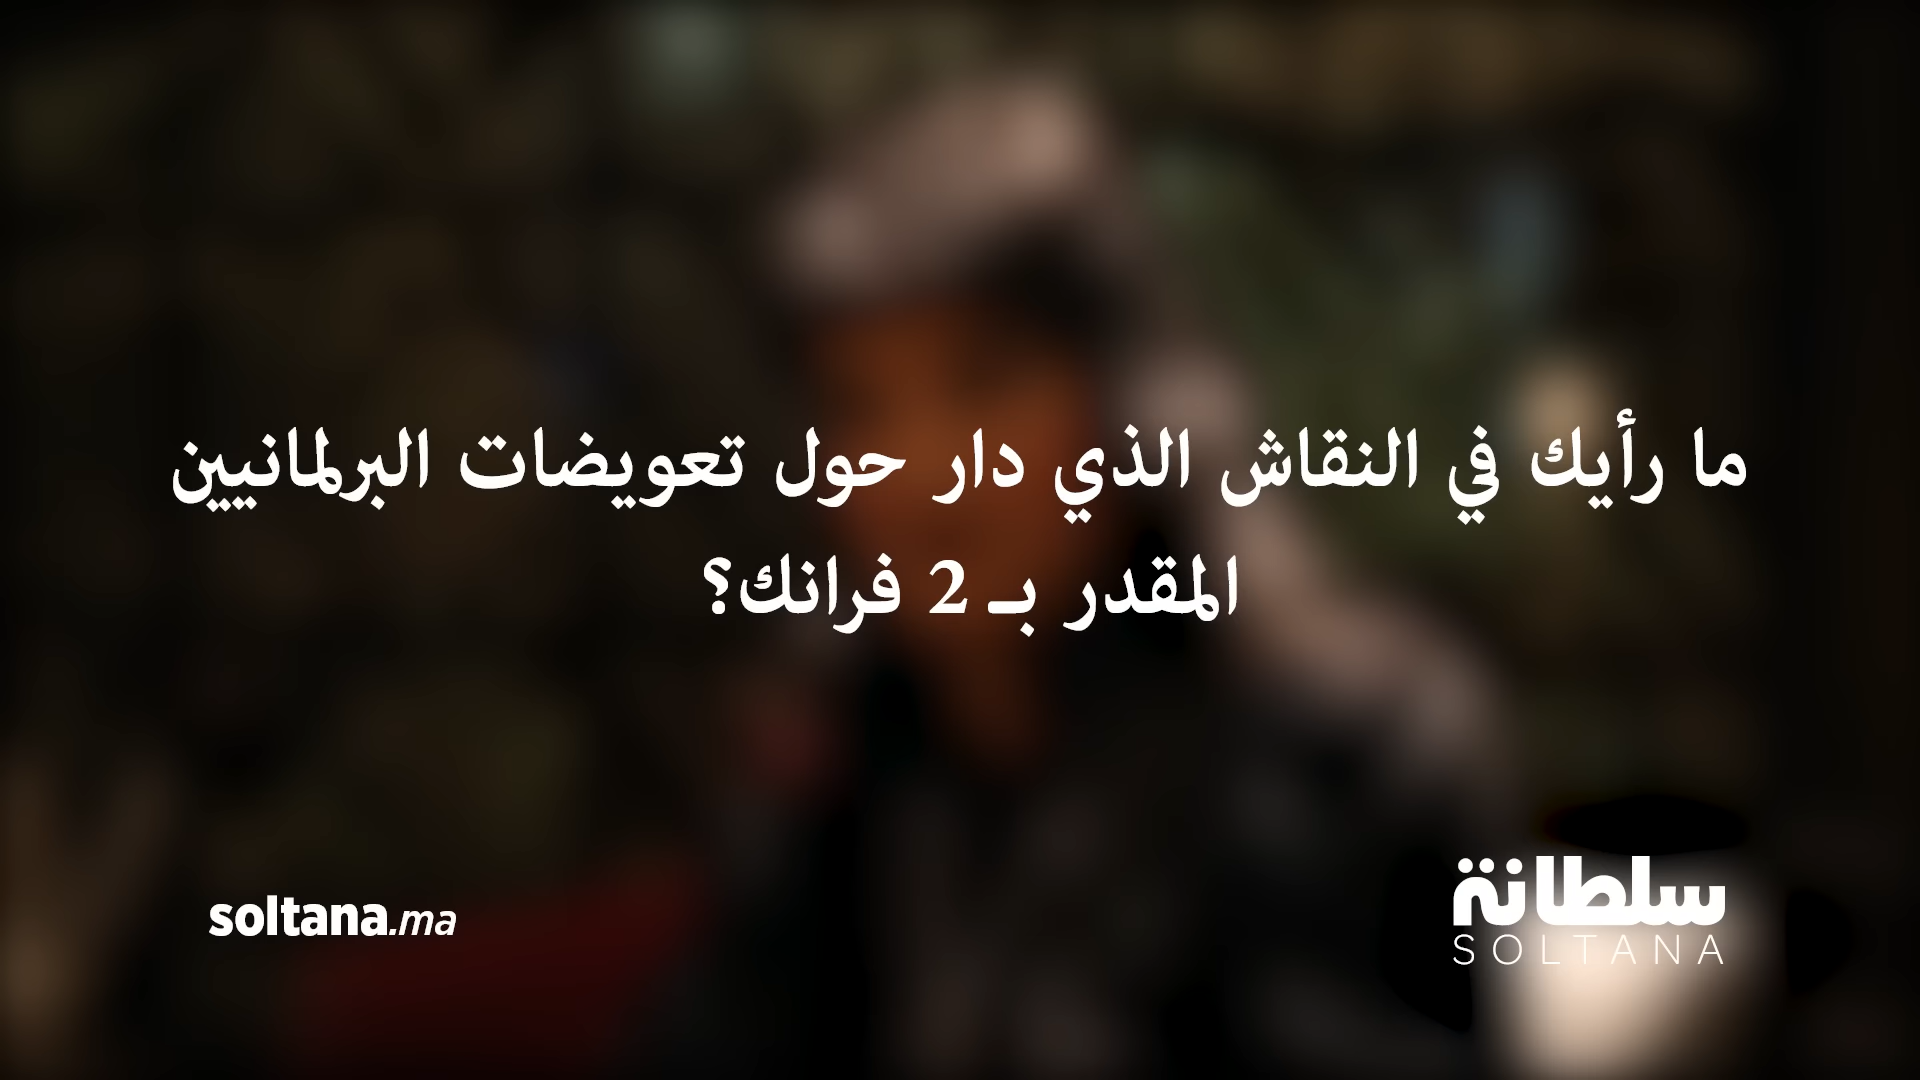 ما رأيك في النقاش الذي دار حول تعويضات البرلمانيين
المقدر بـ 2 فرانك؟
soltana.ma
سلطانة
SOLTANA